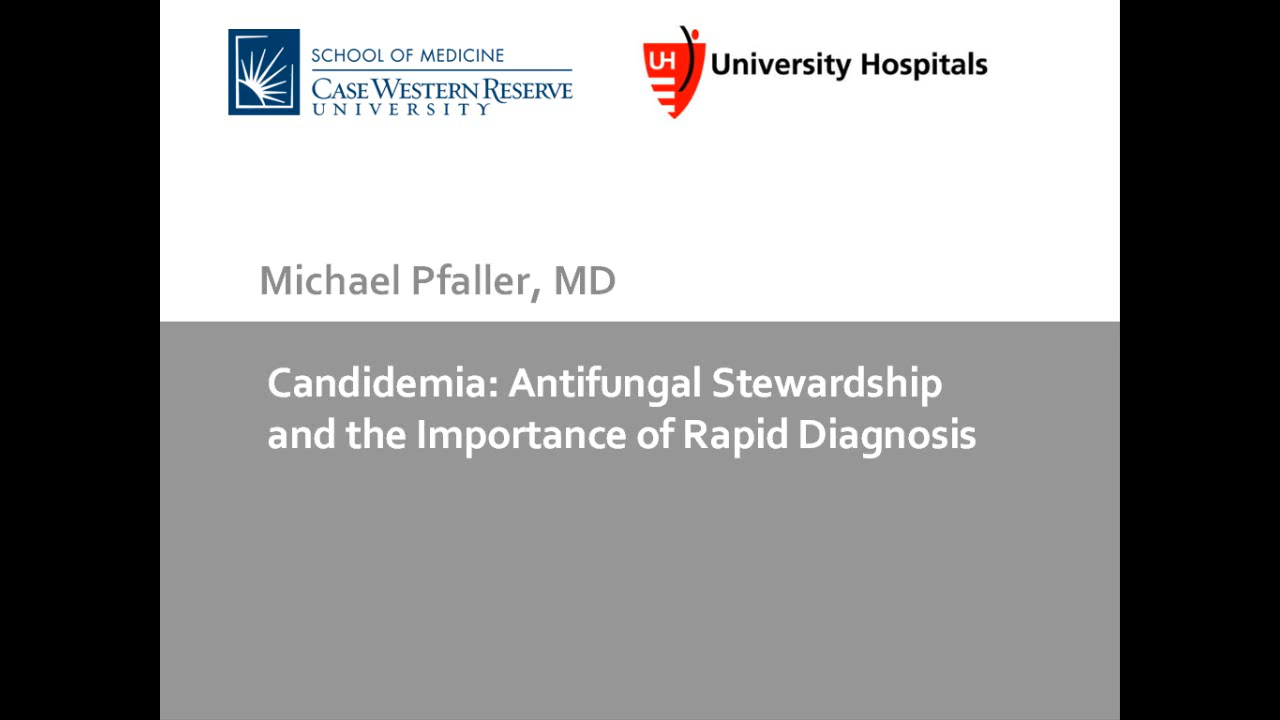 SCHOOL OF MEDICINE
CASE WESTERN RESERVE
UNIVERSITY
UH University Hospitals
Michael Pfaller, MD
Candidemia: Antifungal Stewardship
and the Importance of Rapid Diagnosis